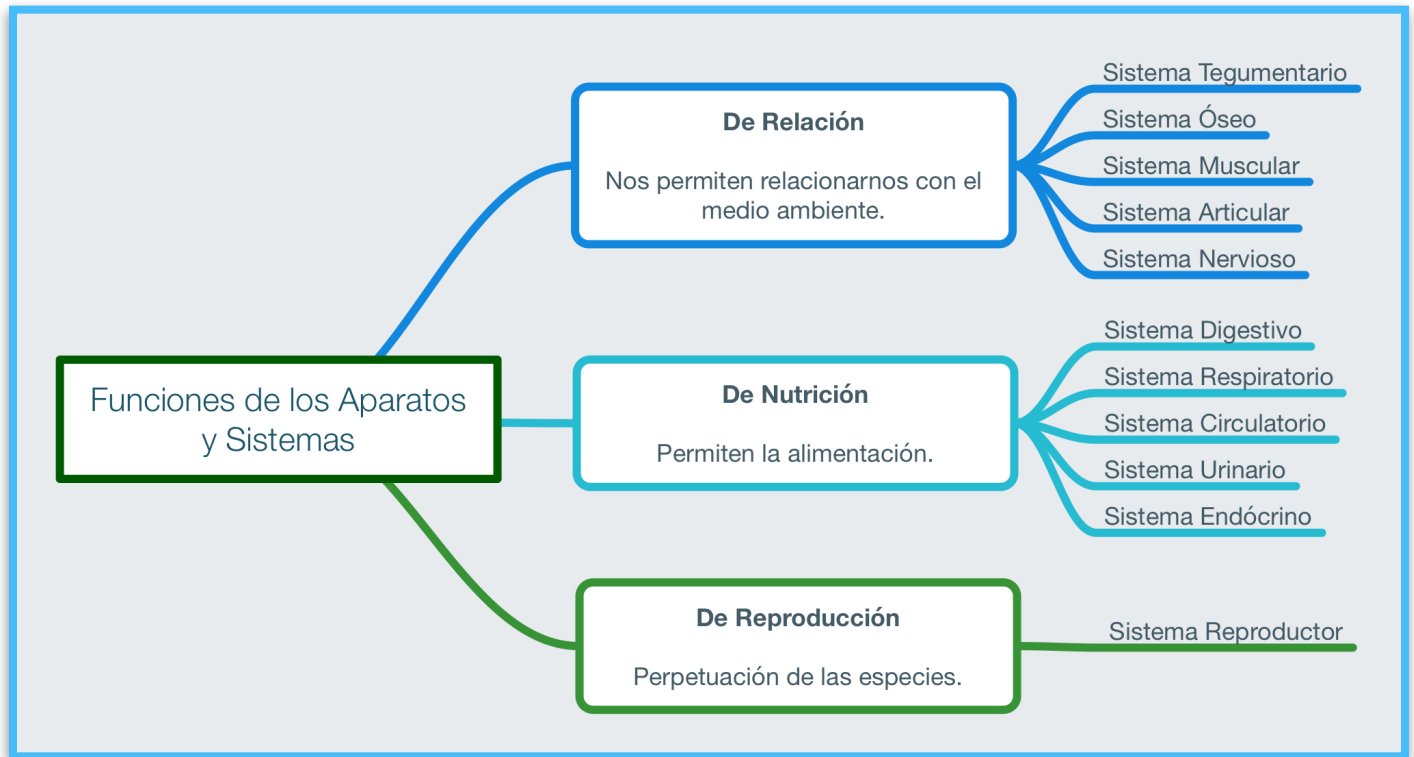 Funciones de los Aparatos
y Sistemas
De Relación
Nos permiten relacionarnos con el
medio ambiente.
Sistema Tegumentario
Sistema Óseo
Sistema Muscular
Sistema Articular
Sistema Nervioso
De Nutrición
Permiten la alimentación.
Sistema Digestivo
Sistema Respiratorio
Sistema Circulatorio
Sistema Urinario
Sistema Endócrino
De Reproducción
Perpetuación de las especies.
Sistema Reproductor